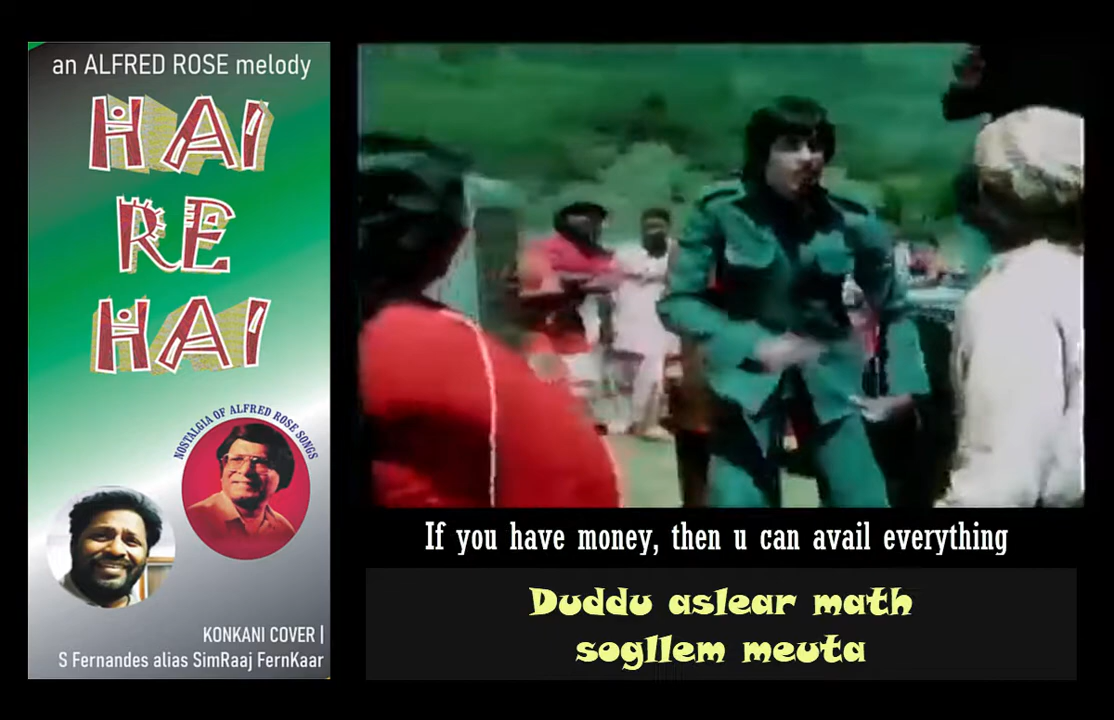 an ALFRED ROSE melody
HAI
RE
HAI
NOSTALGIA OF ALFRED ROSE SONGS
KONKANI COVER |
S Fernandes alias SimRaaj FernKaar
If you have money, then u can avail everything
Duddu aslear math
sogllem meuta